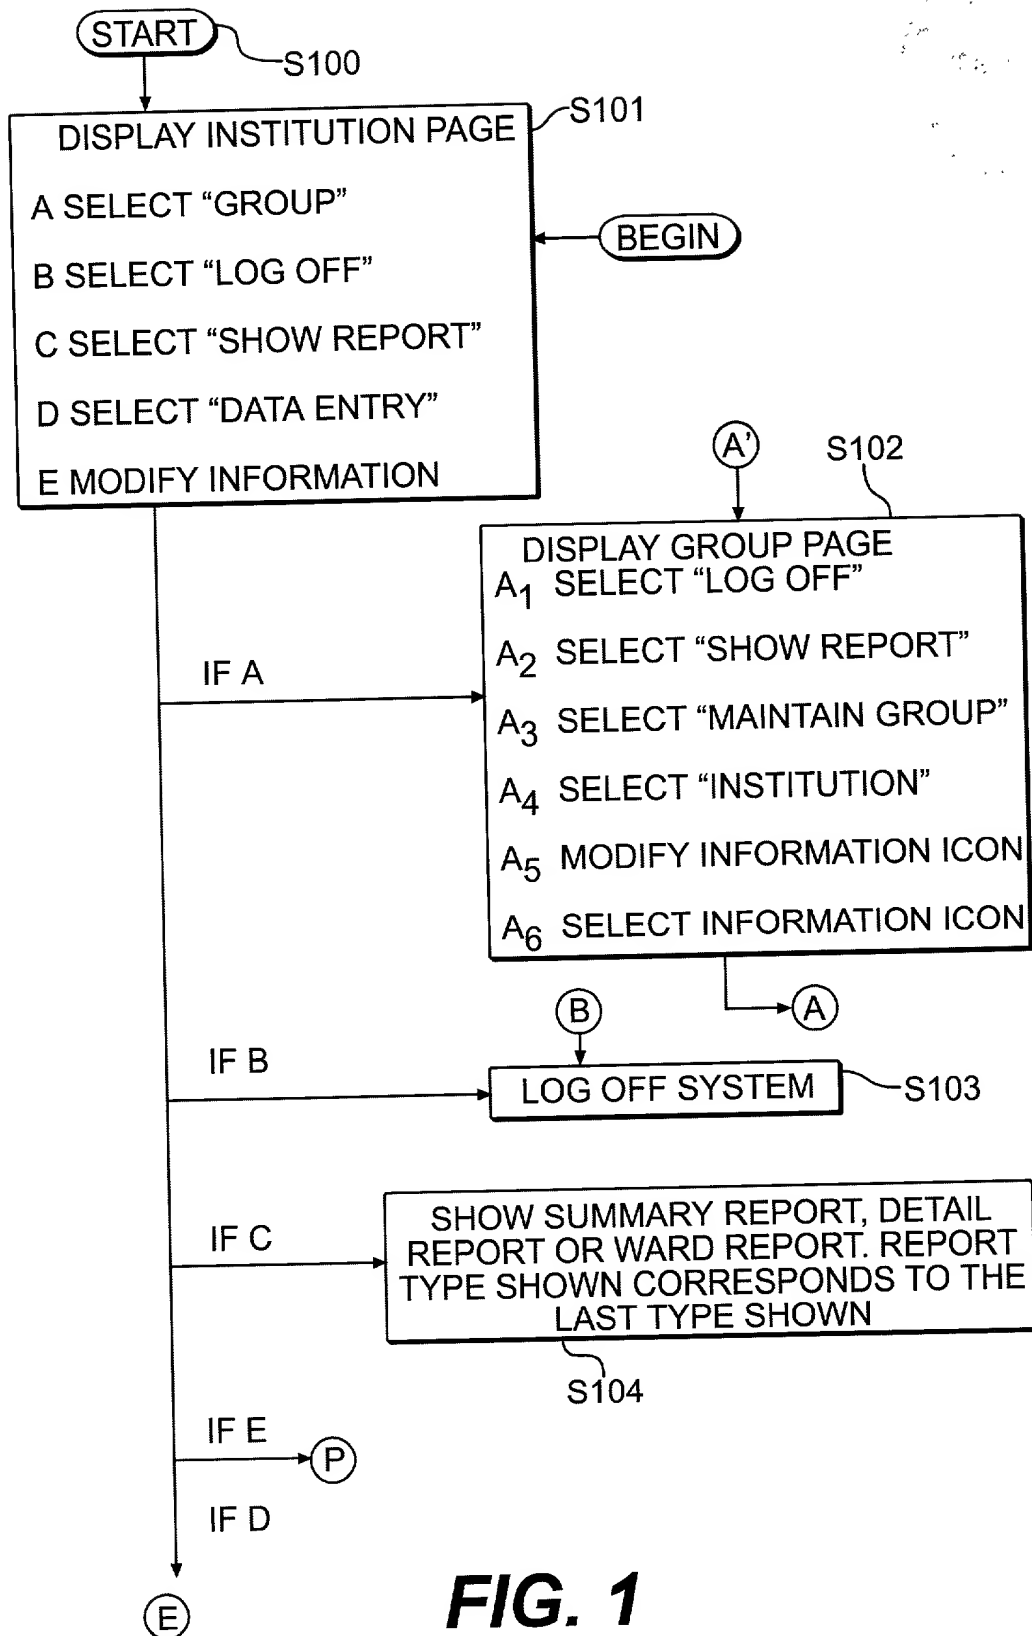 START
S100
DISPLAY INSTITUTION PAGE
S101
A SELECT “GROUP”
B SELECT “LOG OFF”
C SELECT “SHOW REPORT”
D SELECT “DATA ENTRY”
E MODIFY INFORMATION
BEGIN
A'
S102
DISPLAY GROUP PAGE
A1 SELECT “LOG OFF”
A2 SELECT “SHOW REPORT”
A3 SELECT “MAINTAIN GROUP”
A4 SELECT “INSTITUTION”
A5 MODIFY INFORMATION ICON
A6 SELECT INFORMATION ICON
IF A
A
B
IF B
LOG OFF SYSTEM
S103
IF C
SHOW SUMMARY REPORT, DETAIL
REPORT OR WARD REPORT. REPORT
TYPE SHOWN CORRESPONDS TO THE
LAST TYPE SHOWN
S104
IF E
P
IF D
E
FIG. 1